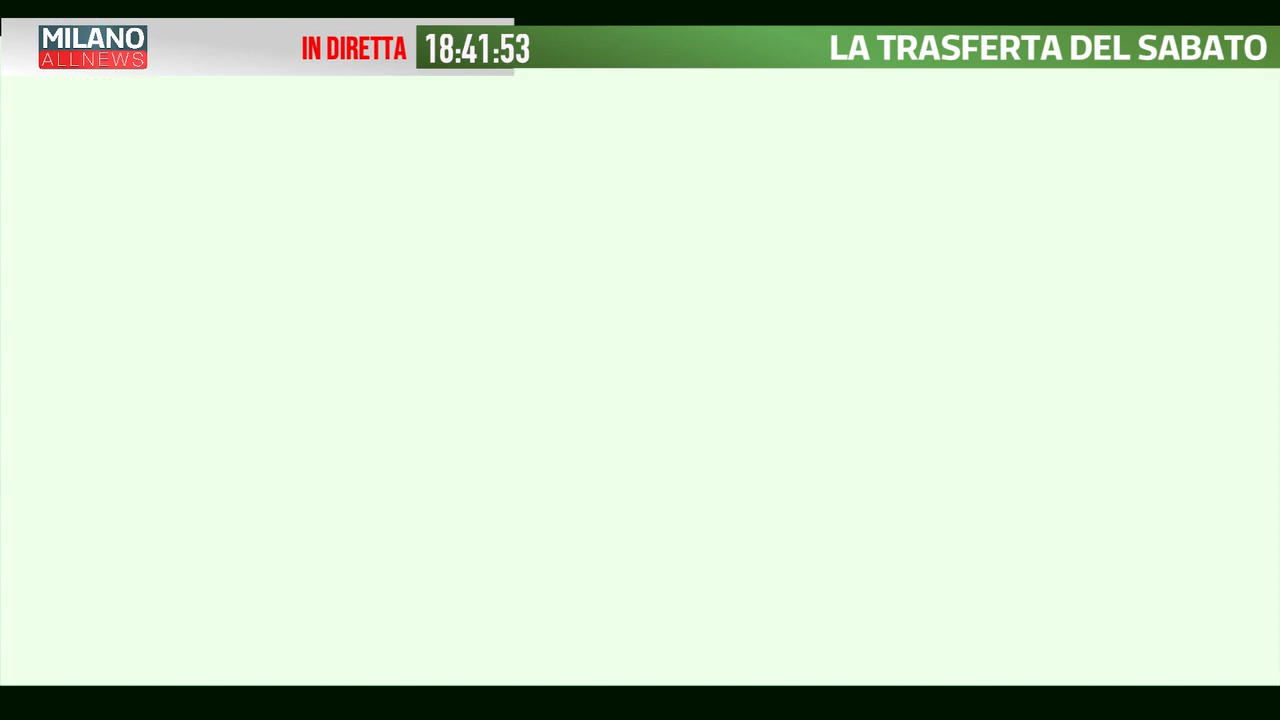 MILANO
ALLNEWS
IN DIRETTA
18:41:53
LA TRASFERTA DEL SABATO